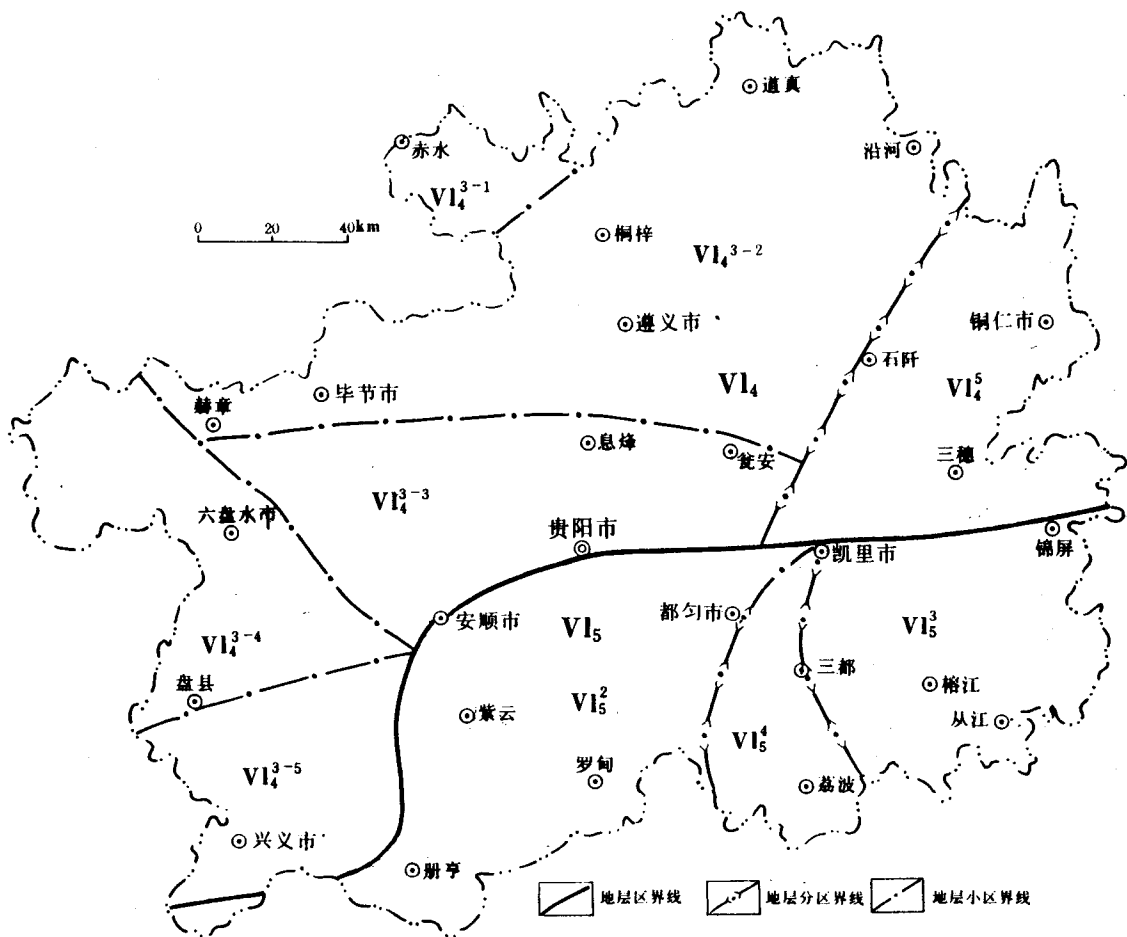 道真
赤水
沿河
VI₄³⁻¹
0 20 40km
桐梓
VI₄³⁻²
遵义市
铜仁市
石阡
VI₄
VI₄⁵
毕节市
赫章
息烽
瓮安
三穗
VI₄³⁻³
六盘水市
贵阳市
锦屏
凯里市
安顺市
都匀市
VI₅
VI₅³
VI₄³⁻⁴
三都
榕江
盘县
紫云
VI₅²
从江
VI₅⁴
VI₄³⁻⁵
罗甸
荔波
兴义市
册亨
地层区界线
地层分区界线
地层小区界线